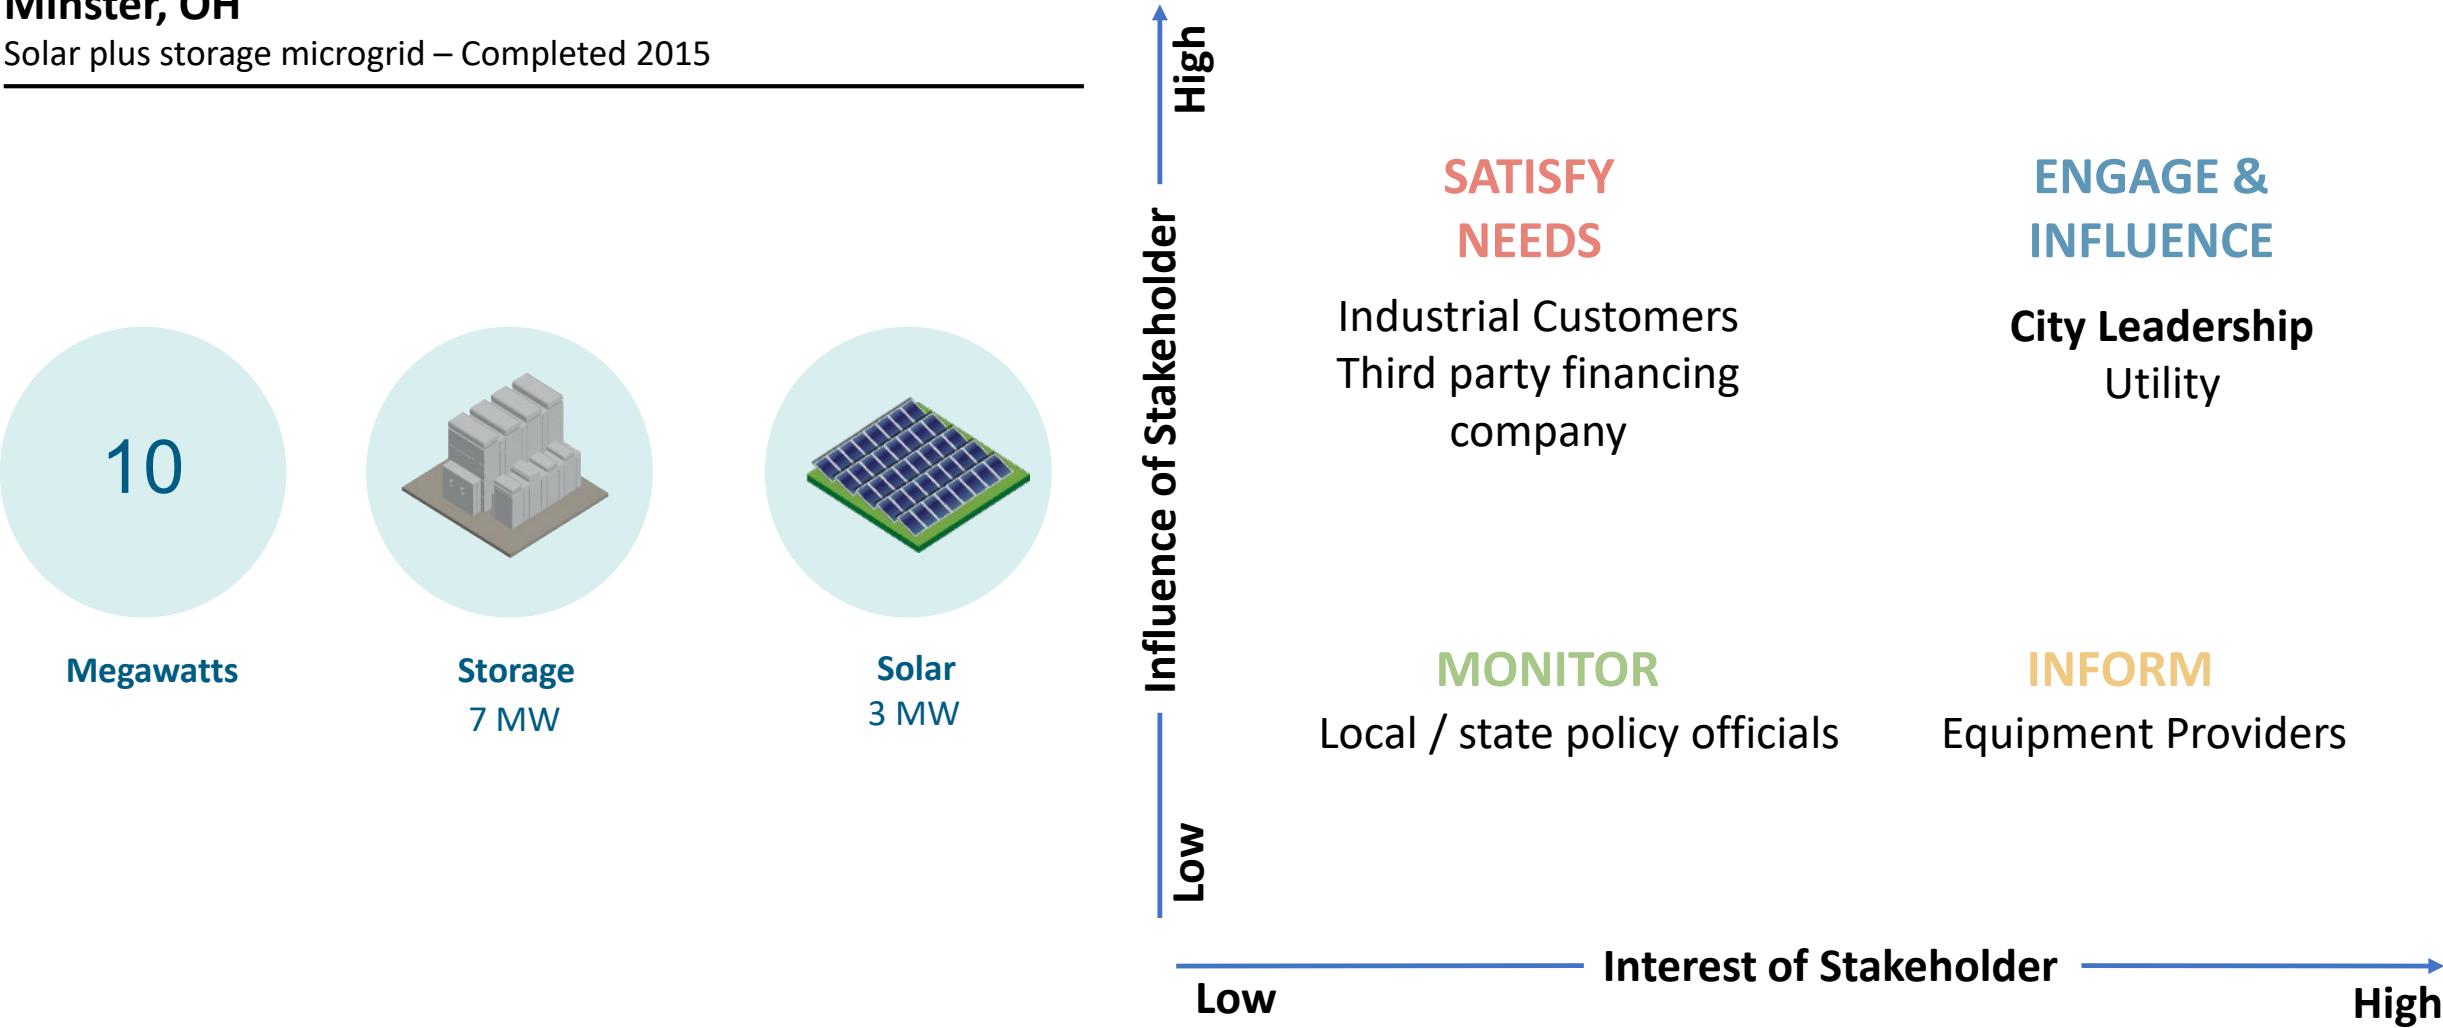 Minster, OH
Solar plus storage microgrid – Completed 2015
10
Megawatts
Storage
7 MW
Solar
3 MW
High
Influence of Stakeholder
Low
SATISFY
NEEDS
Industrial Customers
Third party financing
company
ENGAGE &
INFLUENCE
City Leadership
Utility
MONITOR
Local / state policy officials
INFORM
Equipment Providers
Interest of Stakeholder
Low
High